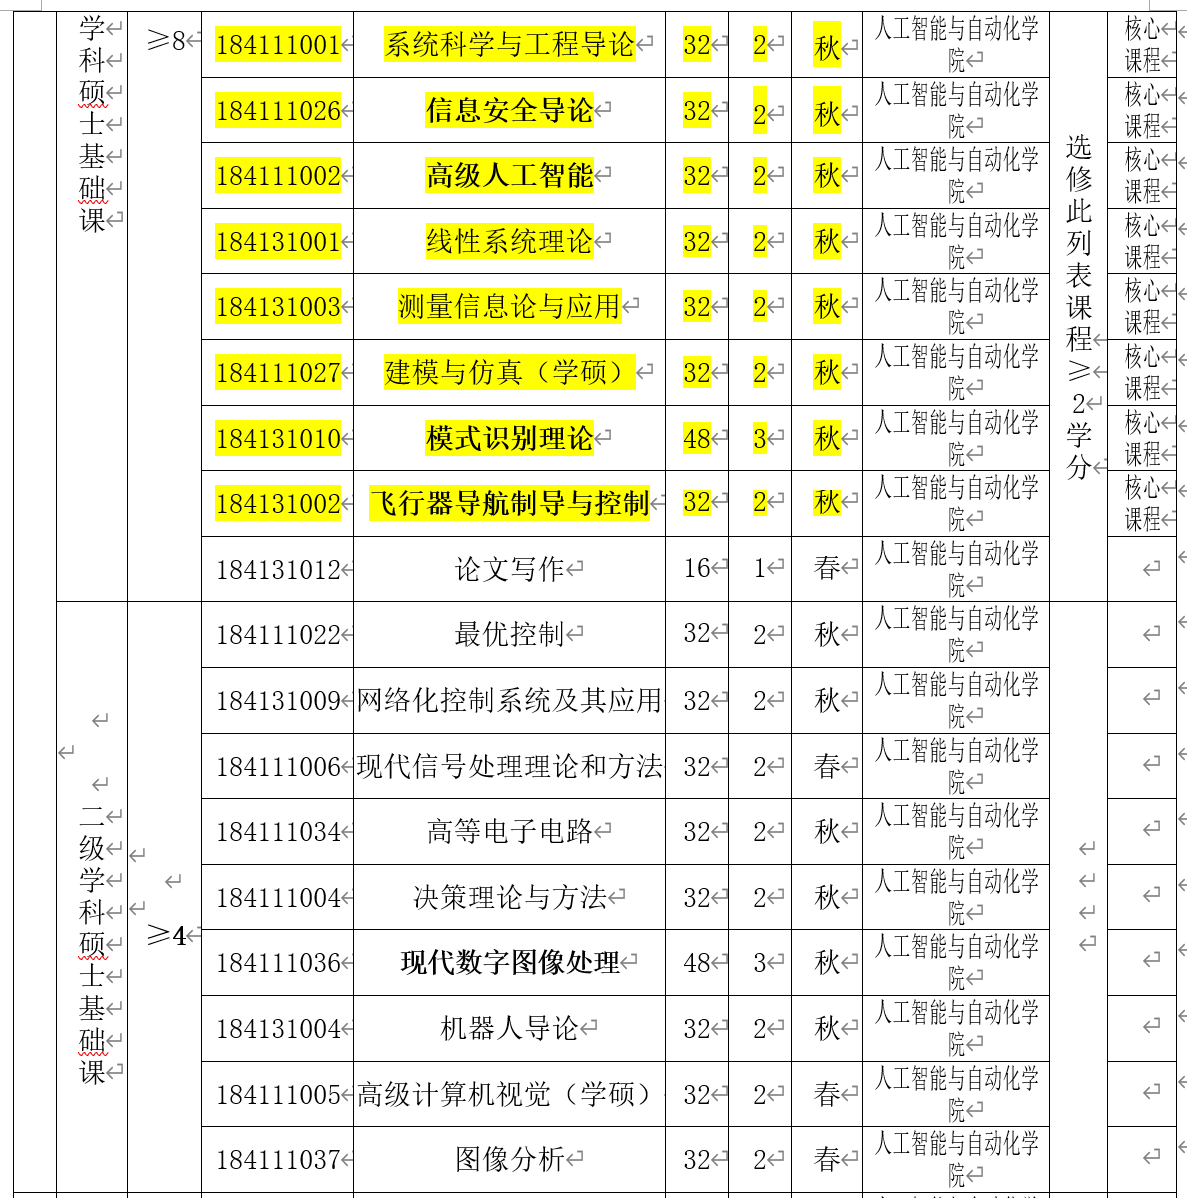 学科硕士基础课
≥8
184111001 系统科学与工程导论 32 2 秋 人工智能与自动化学院 核心课程
184111026 信息安全导论 32 2 秋 人工智能与自动化学院 核心课程
184111002 高级人工智能 32 2 秋 人工智能与自动化学院 核心课程
184131001 线性系统理论 32 2 秋 人工智能与自动化学院 核心课程
184131003 测量信息论与应用 32 2 秋 人工智能与自动化学院 核心课程
184111027 建模与仿真（学硕） 32 2 秋 人工智能与自动化学院 核心课程
184131010 模式识别理论 48 3 秋 人工智能与自动化学院 核心课程
184131002 飞行器导航制导与控制 32 2 秋 人工智能与自动化学院 核心课程
184131012 论文写作 16 1 春 人工智能与自动化学院
选修此列表课程≥2学分
二级学科硕士基础课
≥4
184111022 最优控制 32 2 秋 人工智能与自动化学院
184131009 网络化控制系统及其应用 32 2 秋 人工智能与自动化学院
184111006 现代信号处理理论和方法 32 2 春 人工智能与自动化学院
184111034 高等电子电路 32 2 秋 人工智能与自动化学院
184111004 决策理论与方法 32 2 秋 人工智能与自动化学院
184111036 现代数字图像处理 48 3 秋 人工智能与自动化学院
184131004 机器人导论 32 2 秋 人工智能与自动化学院
184111005 高级计算机视觉（学硕） 32 2 春 人工智能与自动化学院
184111037 图像分析 32 2 春 人工智能与自动化学院